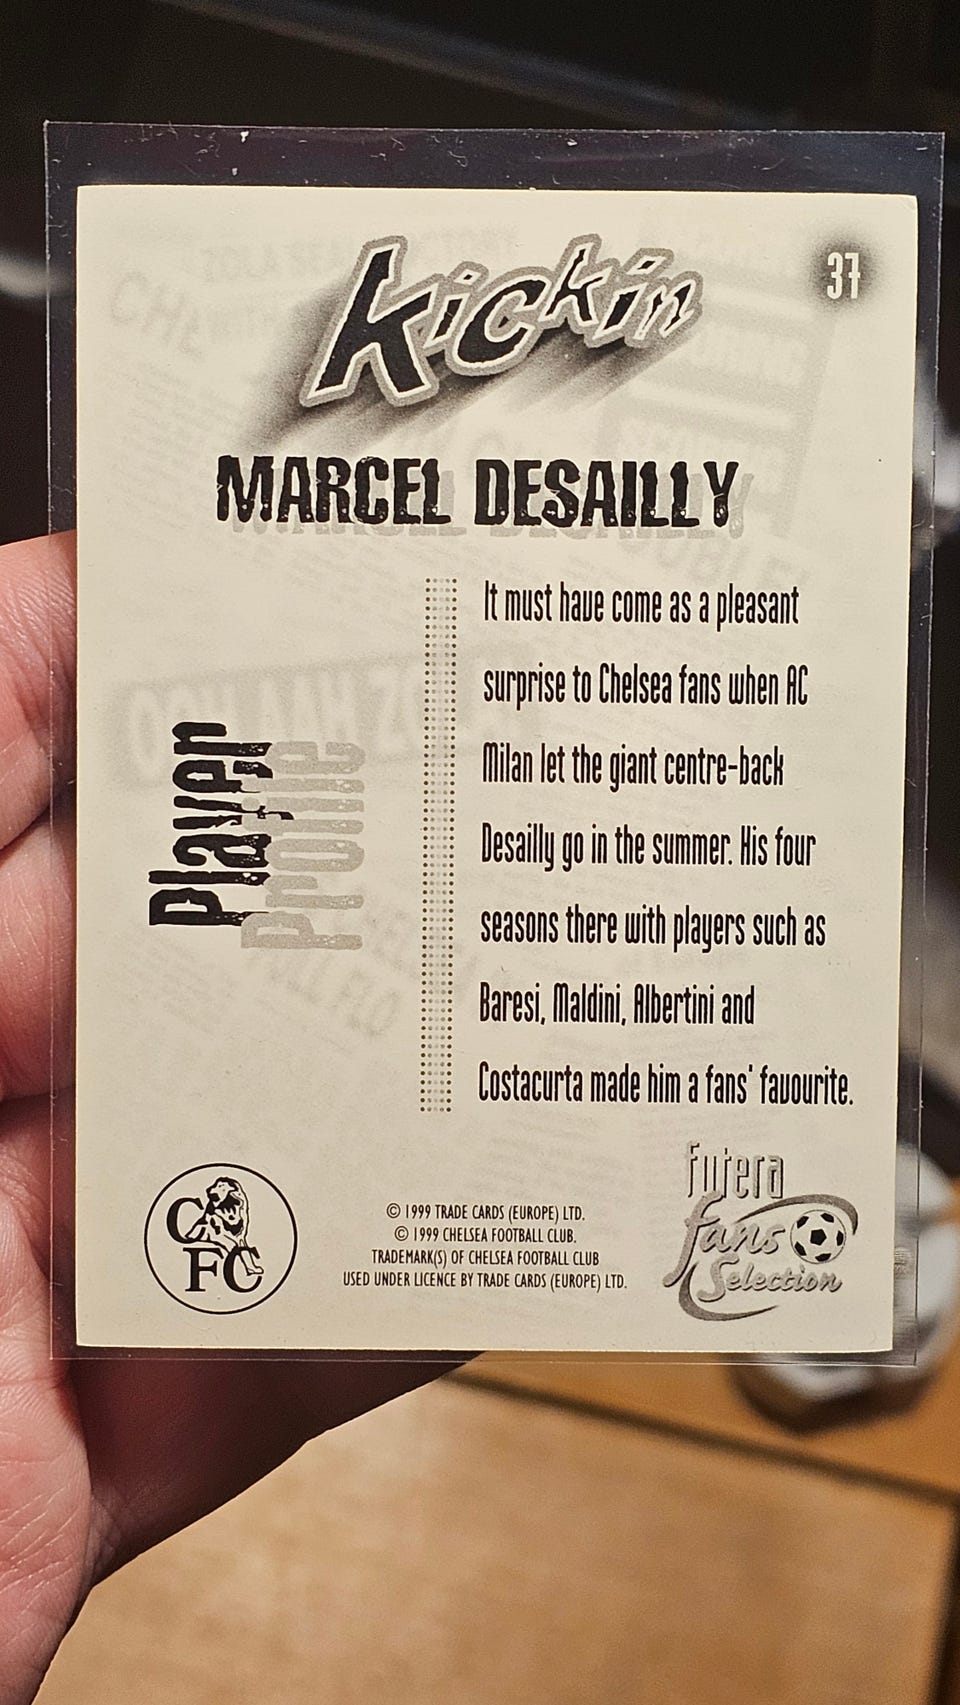 Kickin
37
MARCEL DESAILLY
Player
Profile
It must have come as a pleasant
surprise to Chelsea fans when AC
Milan let the giant centre-back
Desailly go in the summer. His four
seasons there with players such as
Baresi, Maldini, Albertini and
Costacurta made him a fans' favourite.
CFC
© 1999 TRADE CARDS (EUROPE) LTD.
© 1999 CHELSEA FOOTBALL CLUB.
TRADEMARK(S) OF CHELSEA FOOTBALL CLUB
USED UNDER LICENCE BY TRADE CARDS (EUROPE) LTD.
futera
fans
Selection